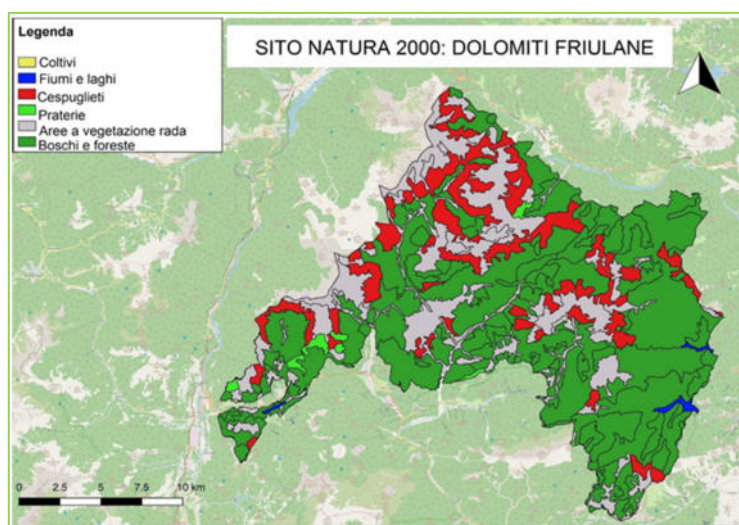 Legenda
SITO NATURA 2000: DOLOMITI FRIULANE
Coltivi
Fiumi e laghi
Cespuglieti
Praterie
Aree a vegetazione rada
Boschi e foreste
0 2.5 5 7.5 10 km